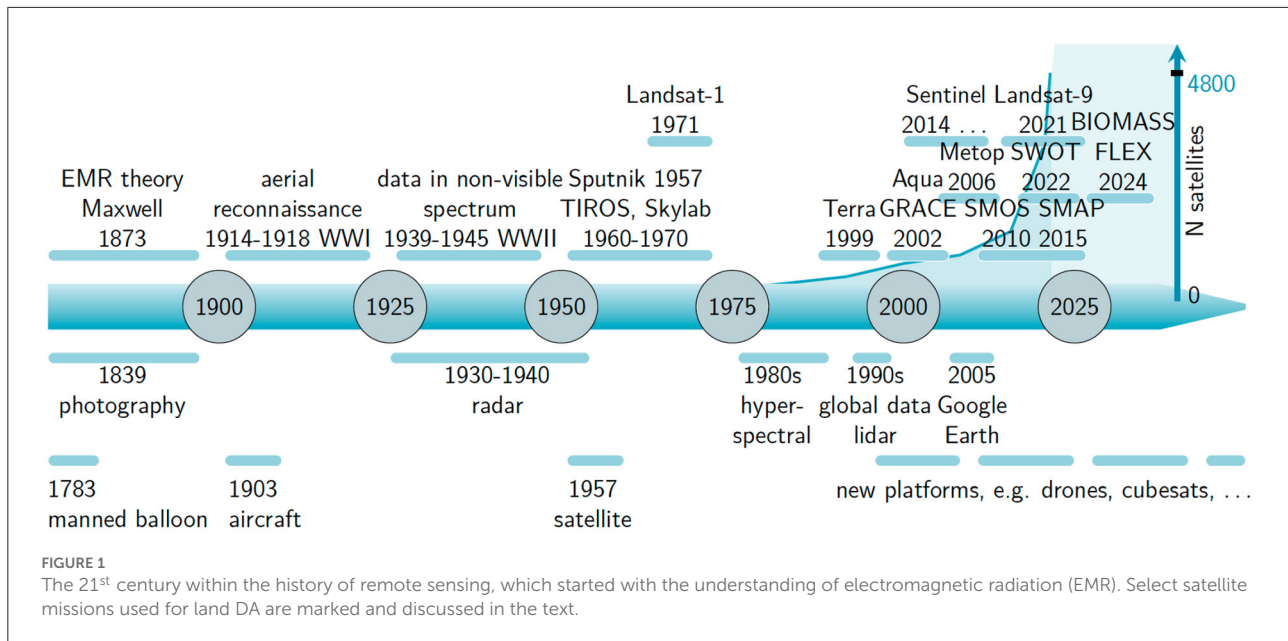 Landsat-1
1971
Sentinel Landsat-9
2014 ... 2021 BIOMASS
Metop SWOT FLEX
2006 2022 2024
4800
N satellites
0
EMR theory
Maxwell
1873
aerial
reconnaissance
1914-1918 WWI
data in non-visible
spectrum
1939-1945 WWII
Sputnik 1957
TIROS, Skylab
1960-1970
Aqua
Terra GRACE SMOS SMAP
1999 2002 2010 2015
1900 1925 1950 1975 2000 2025
1839
photography
1930-1940
radar
1980s
hyper-
spectral
1990s
global data
lidar
2005
Google
Earth
1783
manned balloon
1903
aircraft
1957
satellite
new platforms, e.g. drones, cubesats, ...
FIGURE 1
The 21st century within the history of remote sensing, which started with the understanding of electromagnetic radiation (EMR). Select satellite
missions used for land DA are marked and discussed in the text.